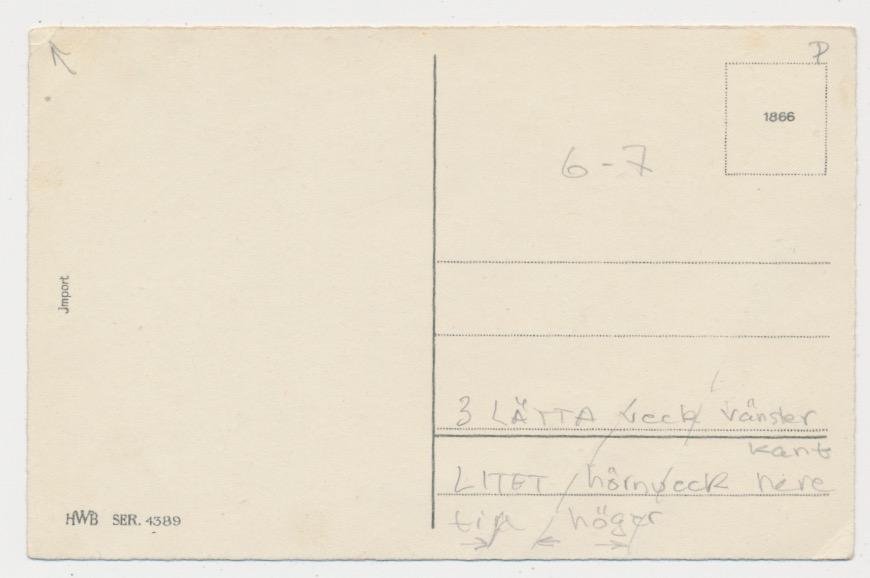 P
1866
6-7
Jmport
3 LÄTTA veck vänster
kant
LITET hörnveck nere
till höger
HWB SER. 4389